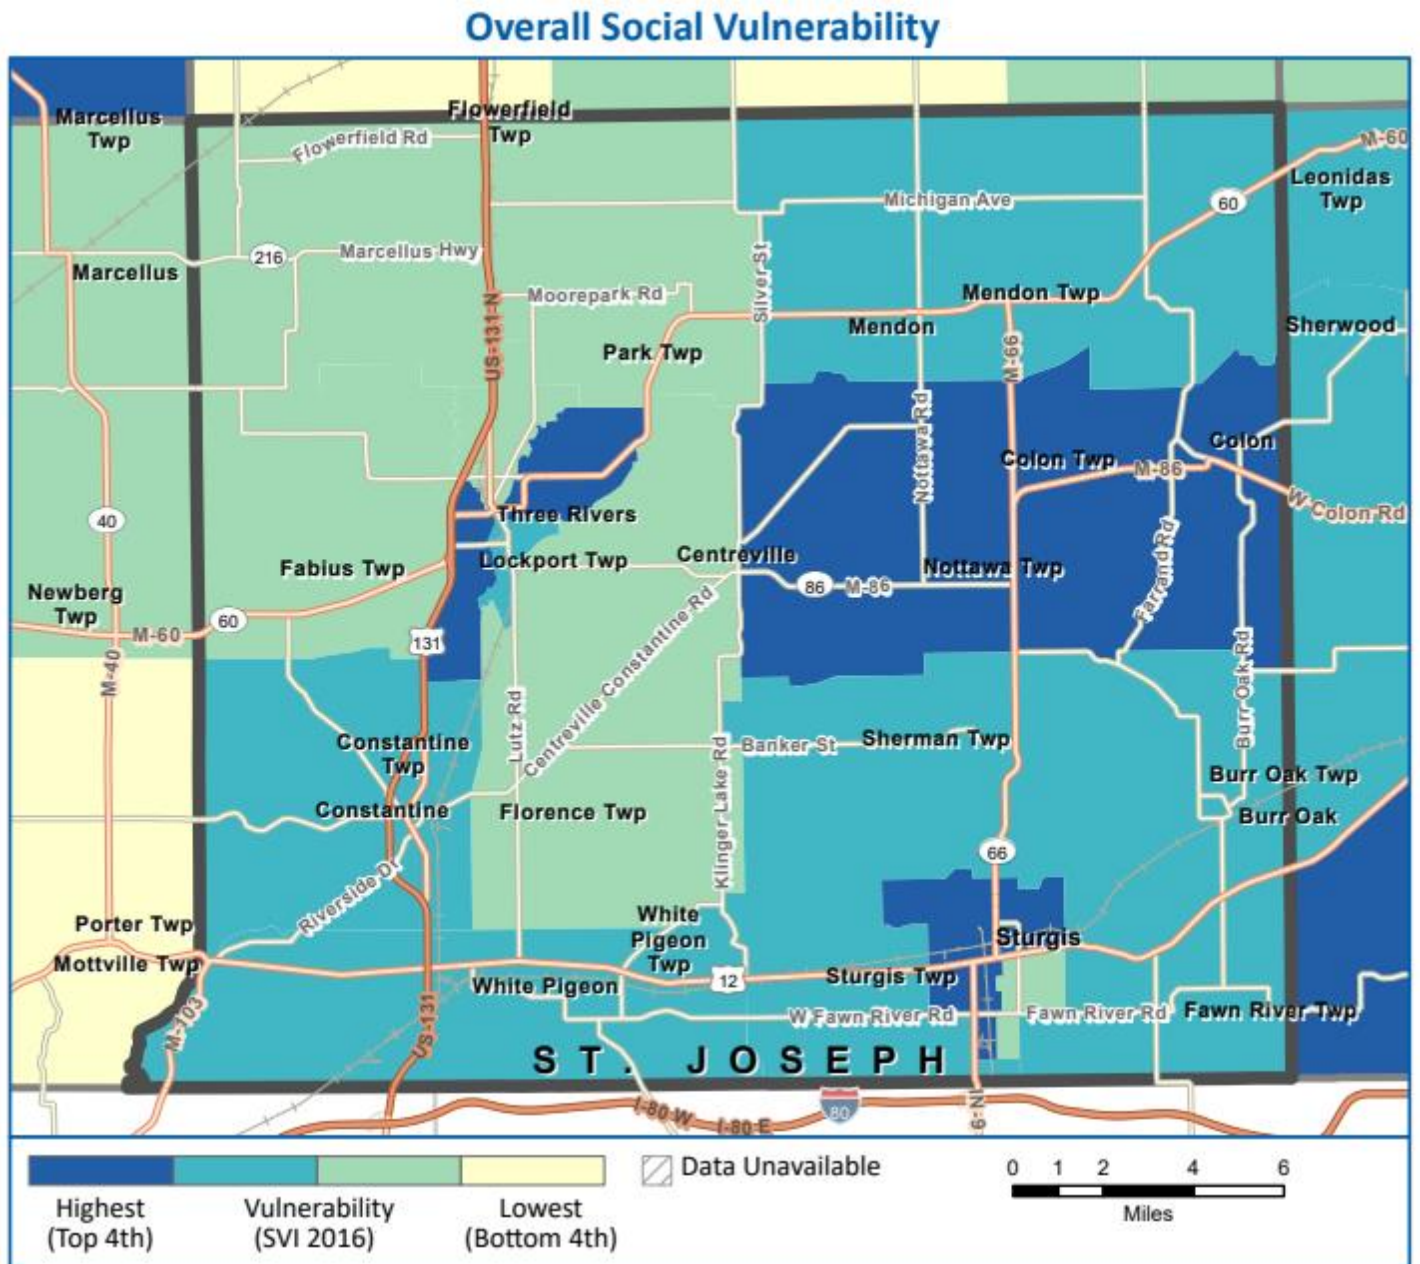 Overall Social Vulnerability
Marcellus
Twp
Flowerfield
Twp
Flowerfield Rd
M-60
Leonidas
Twp
Michigan Ave
60
216
Marcellus Hwy
Marcellus
Silver St
Moorepark Rd
Mendon Twp
US-131-N
Mendon
Sherwood
Park Twp
M-66
Nottawa Rd
Colon
Colon Twp
M-86
W Colon Rd
40
Three Rivers
Farrand Rd
Fabius Twp
Lockport Twp
Centreville
Nottawa Twp
86
M-86
Newberg
Twp
60
M-60
131
M-40
Centreville Constantine Rd
Burr Oak Rd
Lutz Rd
Constantine
Twp
Banker St
Sherman Twp
Klinger Lake Rd
Burr Oak Twp
Constantine
Florence Twp
Burr Oak
66
Riverside Dr
Porter Twp
White
Pigeon
Twp
Sturgis
Mottville Twp
White Pigeon
12
Sturgis Twp
M-103
US-131
W Fawn River Rd
Fawn River Rd
Fawn River Twp
ST. JOSEPH
I-80 W
I-80 E
80
N-9
Data Unavailable
0 1 2 4 6
Miles
Highest
(Top 4th)
Vulnerability
(SVI 2016)
Lowest
(Bottom 4th)